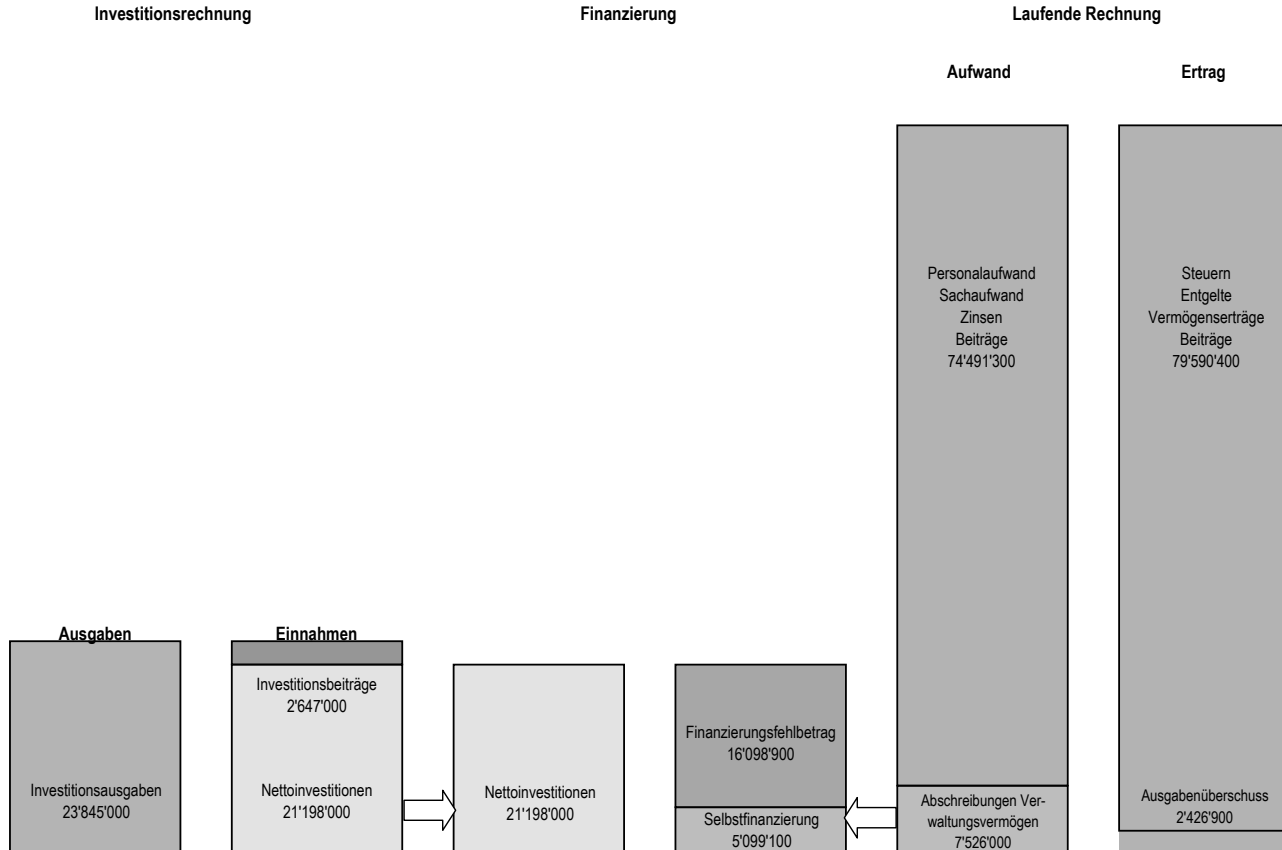 Investitionsrechnung
Finanzierung
Laufende Rechnung
Aufwand
Ertrag
Personalaufwand
Sachaufwand
Zinsen
Beiträge
74'491'300
Steuern
Entgelte
Vermögenserträge
Beiträge
79'590'400
Ausgaben
Einnahmen
Investitionsbeiträge
2'647'000
Investitionsausgaben
23'845'000
Nettoinvestitionen
21'198'000
Nettoinvestitionen
21'198'000
Finanzierungsfehlbetrag
16'098'900
Selbstfinanzierung
5'099'100
Abschreibungen Ver-
waltungsvermögen
7'526'000
Ausgabenüberschuss
2'426'900